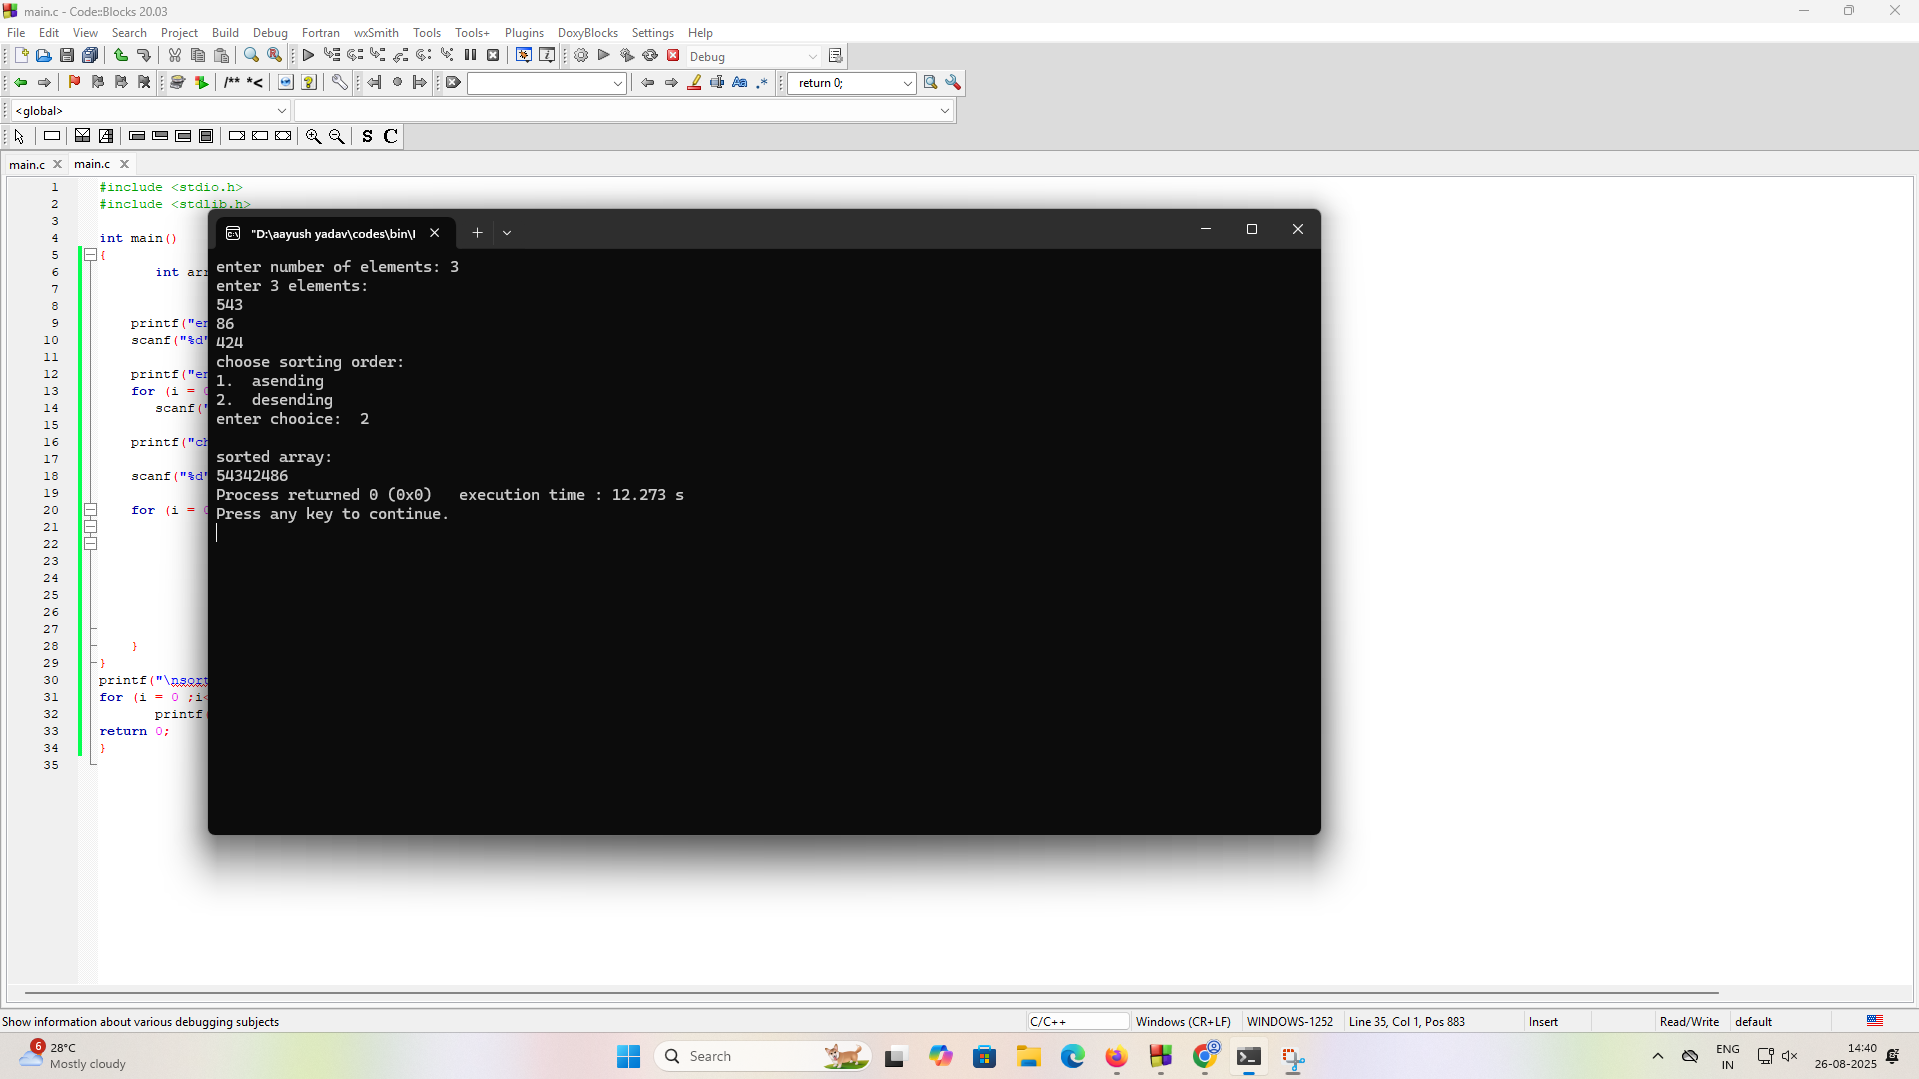 main.c - Code::Blocks 20.03
File Edit View Search Project Build Debug Fortran wxSmith Tools Tools+ Plugins DoxyBlocks Settings Help
Debug
/** *< return 0;
<global>
S C
main.c main.c
1 #include <stdio.h>
2 #include <stdlib.h>
3
4 int main()
5 {
6 int arr
7
8
9 printf("en
10 scanf("%d"
11
12 printf("en
13 for (i = 0
14 scanf("
15
16 printf("ch
17
18 scanf("%d"
19
20 for (i = 0
21
22
23
24
25
26
27
28 }
29 }
30 printf("\nsort
31 for (i = 0 ;i<
32 printf
33 return 0;
34 }
35
"D:\aayush yadav\codes\bin\I
enter number of elements: 3
enter 3 elements:
543
86
424
choose sorting order:
1. asending
2. desending
enter chooice: 2
sorted array:
54342486
Process returned 0 (0x0) execution time : 12.273 s
Press any key to continue.
Show information about various debugging subjects C/C++ Windows (CR+LF) WINDOWS-1252 Line 35, Col 1, Pos 883 Insert Read/Write default
6 28°C
Mostly cloudy
Search
ENG
IN
14:40
26-08-2025